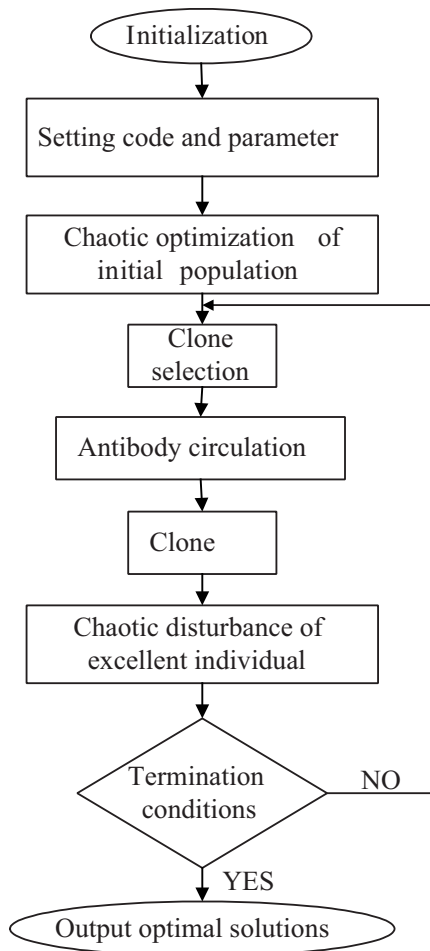 Initialization
Setting code and parameter
Chaotic optimization of
initial population
Clone
selection
Antibody circulation
Clone
Chaotic disturbance of
excellent individual
Termination
conditions
NO
YES
Output optimal solutions